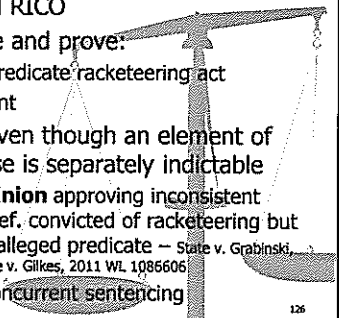 RICO
e and prove:
redicate racketeering act
nt
ven though an element of
se is separately indictable
nion approving inconsistent
ef. convicted of racketeering but
alleged predicate – State v. Grabinski,
e v. Gilkes, 2011 WL 1086606
ncurrent sentencing
126